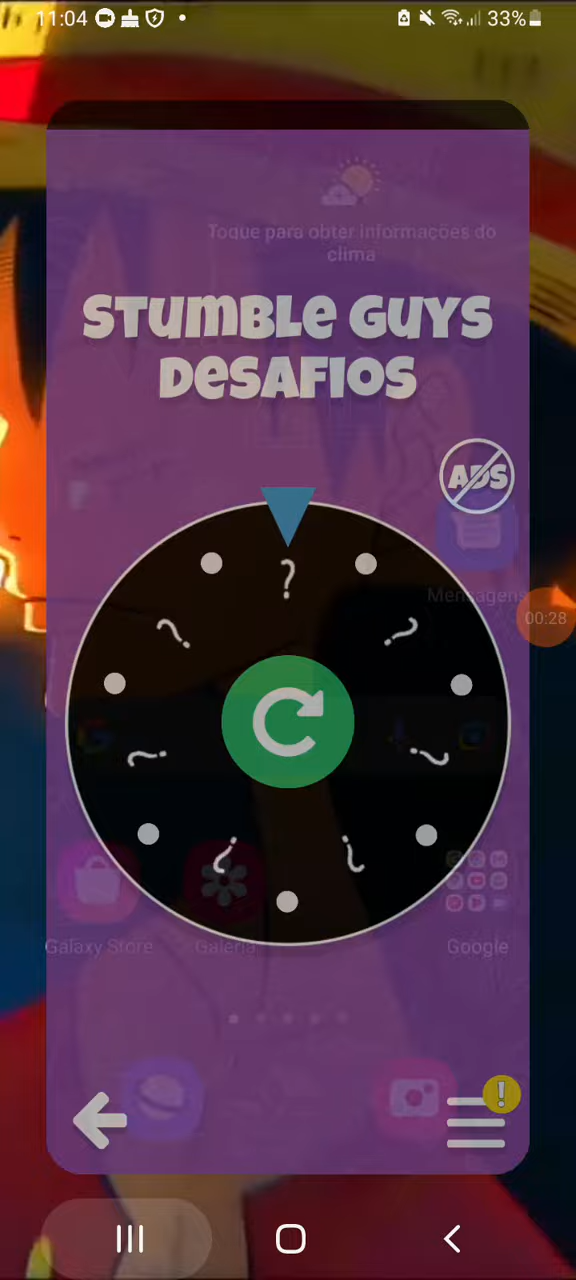 11:04
33%
Toque para obter informações do
clima
STUMBLE GUYS
DESAFIOS
ADS
Mensagens
00:28
?
?
?
?
?
?
?
Galaxy Store
Galeria
Google
!